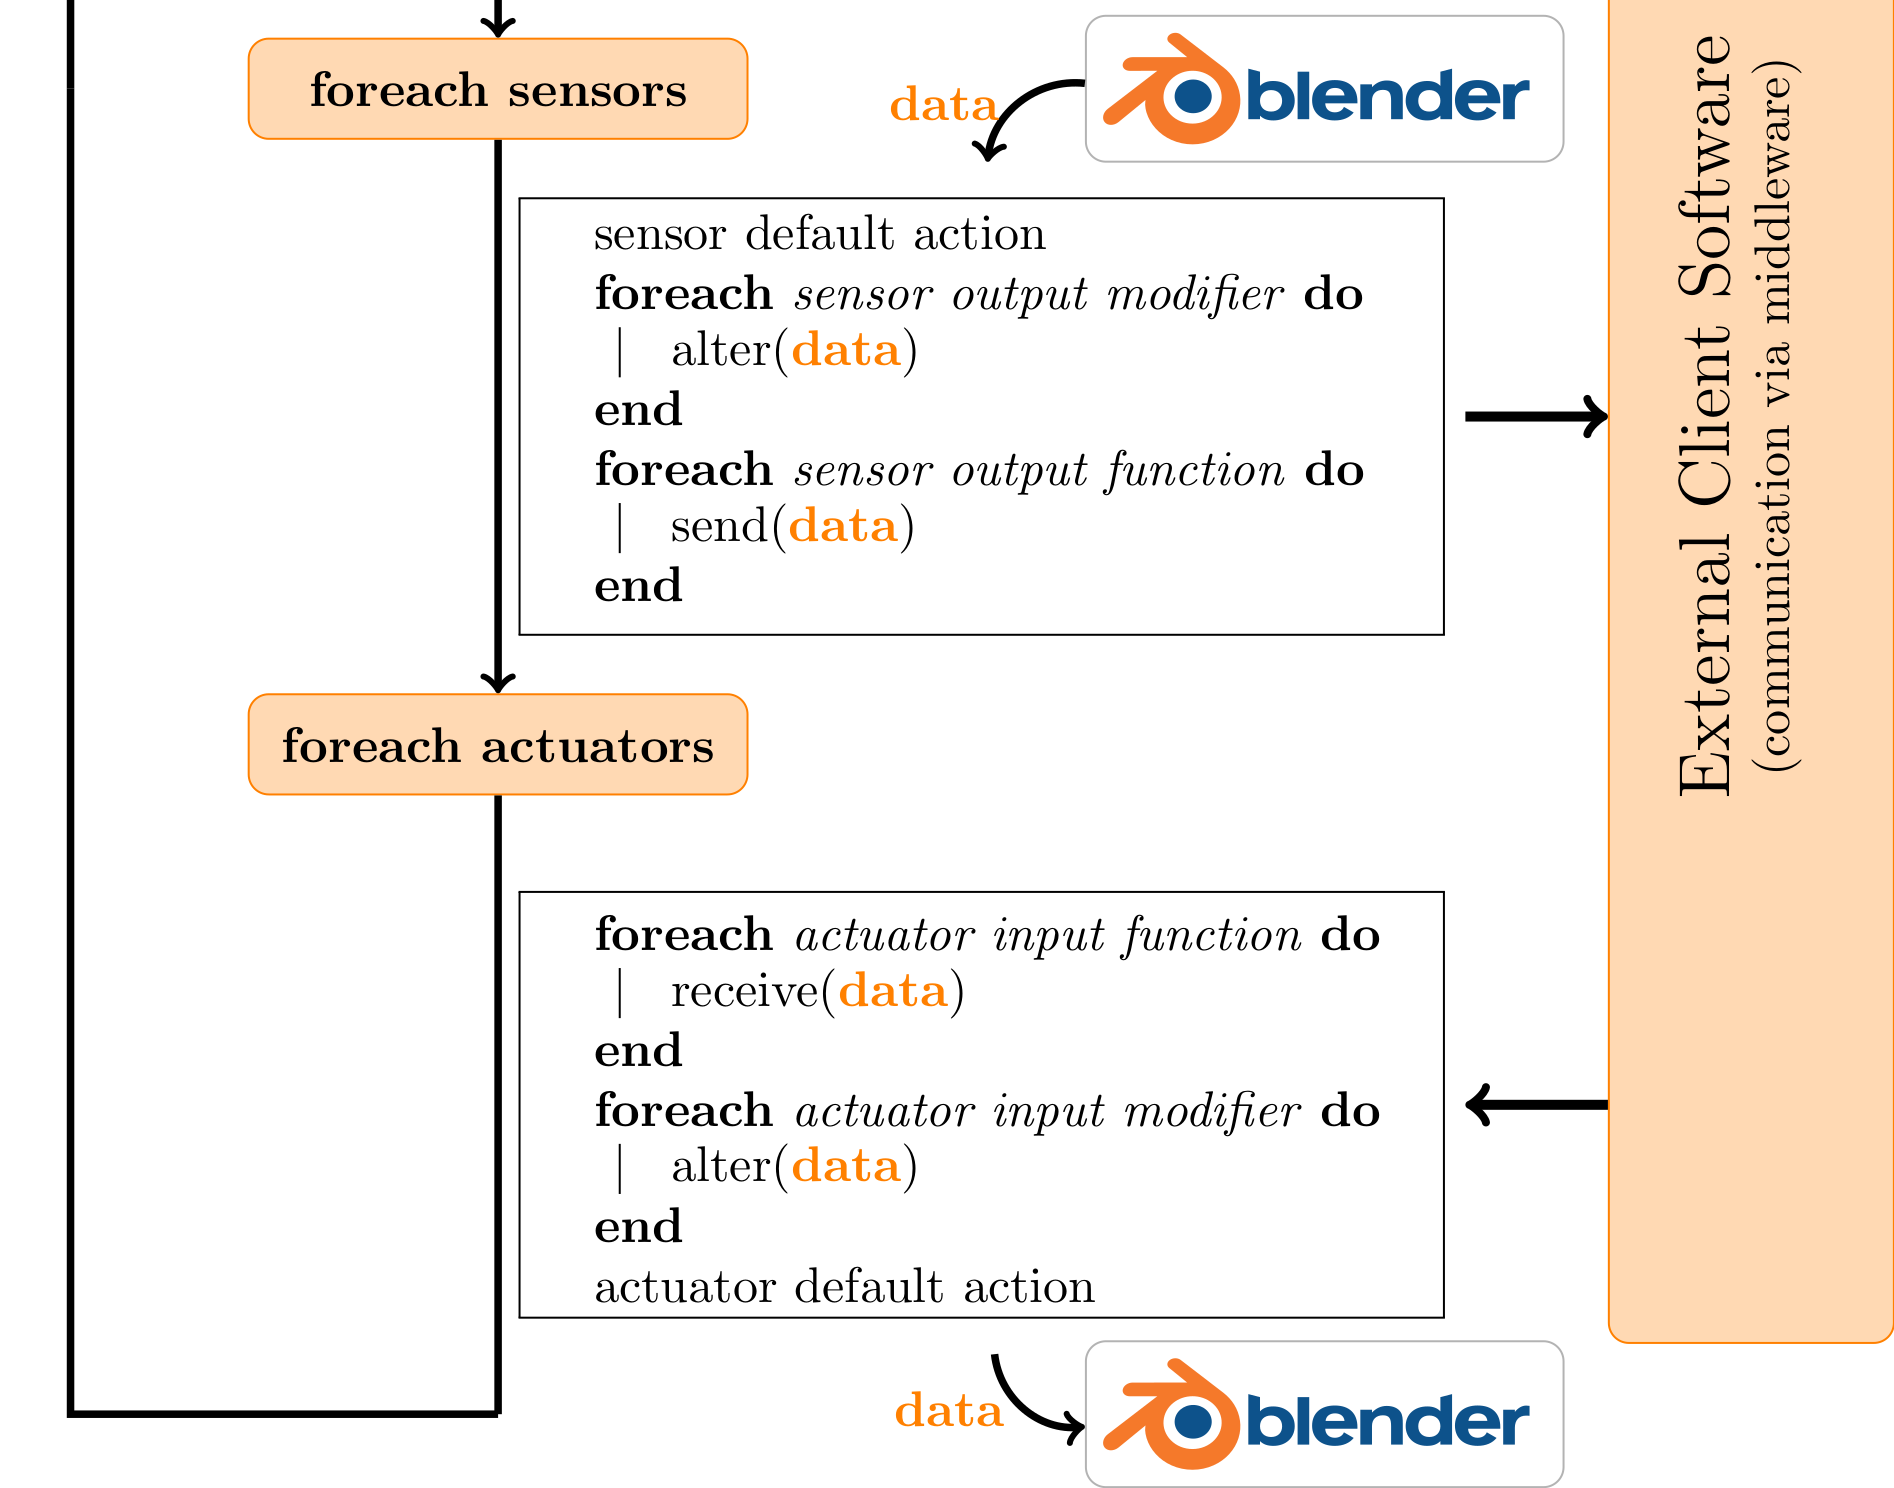 foreach sensors
data
blender
sensor default action
foreach sensor output modifier do
alter(data)
end
foreach sensor output function do
send(data)
end
External Client Software
(communication via middleware)
foreach actuators
foreach actuator input function do
receive(data)
end
foreach actuator input modifier do
alter(data)
end
actuator default action
data
blender